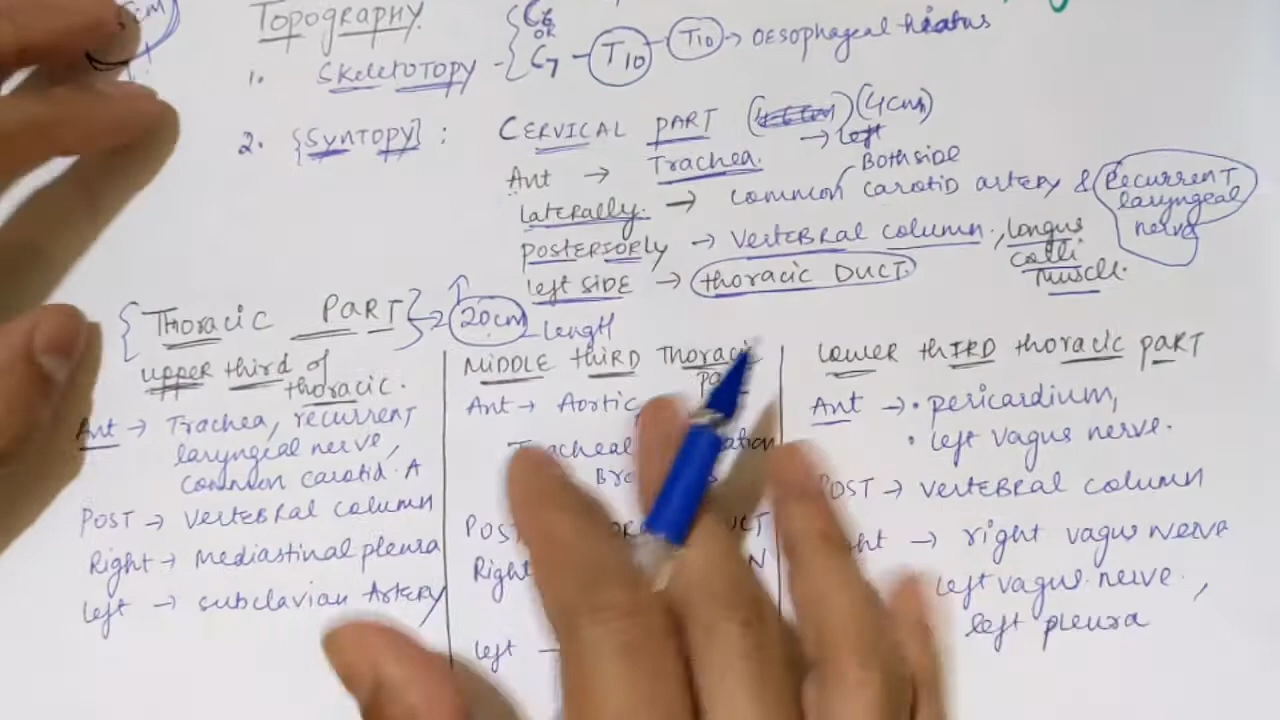 cm
Topography.
C6
OR
C7 - T10 - T10 → OEsophageal hiatus
1. Skeletotopy -
2. {Syntopy] : CERVICAL PART (4cm)
→ left
Ant → Trachea.
Both side
Laterally. → common carotid artery & Recurrent laryngeal nerve
Postersorly → vertebral column. , longus colli muscle.
left side → thoracic DUCT.
{Thoracic PART} 20cm length
upper third of thoracic.
Ant → Trachea, recurrent
laryngeal nerve,
common carotid. A
POST → vertebral column
Right → mediastinal pleura
left → subclavian Artery
MIDDLE third Thoracic
Ant → Aortic
POST
Right
left →
lower thIRD thoracic part
Ant → • pericardium,
• left vagus nerve.
POST → vertebral column
→ right vagus nerve
left vagus nerve. ,
left pleura